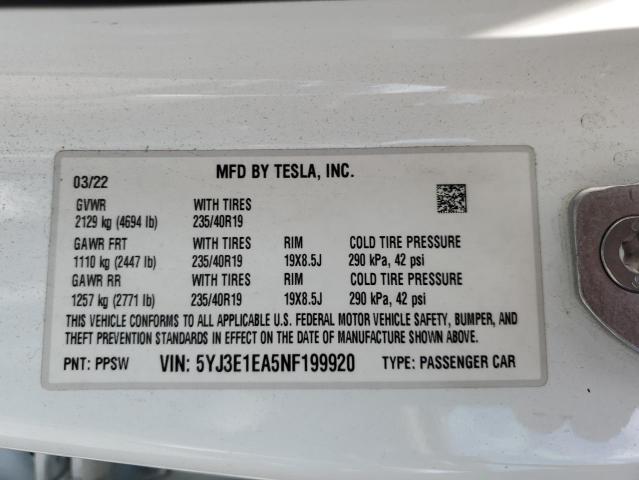 MFD BY TESLA, INC.
03/22
GVWR WITH TIRES
2129 kg (4694 lb) 235/40R19
GAWR FRT WITH TIRES RIM COLD TIRE PRESSURE
1110 kg (2447 lb) 235/40R19 19X8.5J 290 kPa, 42 psi
GAWR RR WITH TIRES RIM COLD TIRE PRESSURE
1257 kg (2771 lb) 235/40R19 19X8.5J 290 kPa, 42 psi
THIS VEHICLE CONFORMS TO ALL APPLICABLE U.S. FEDERAL MOTOR VEHICLE SAFETY, BUMPER, AND
THEFT PREVENTION STANDARDS IN EFFECT ON THE DATE OF MANUFACTURE SHOWN ABOVE.
PNT: PPSW VIN: 5YJ3E1EA5NF199920 TYPE: PASSENGER CAR